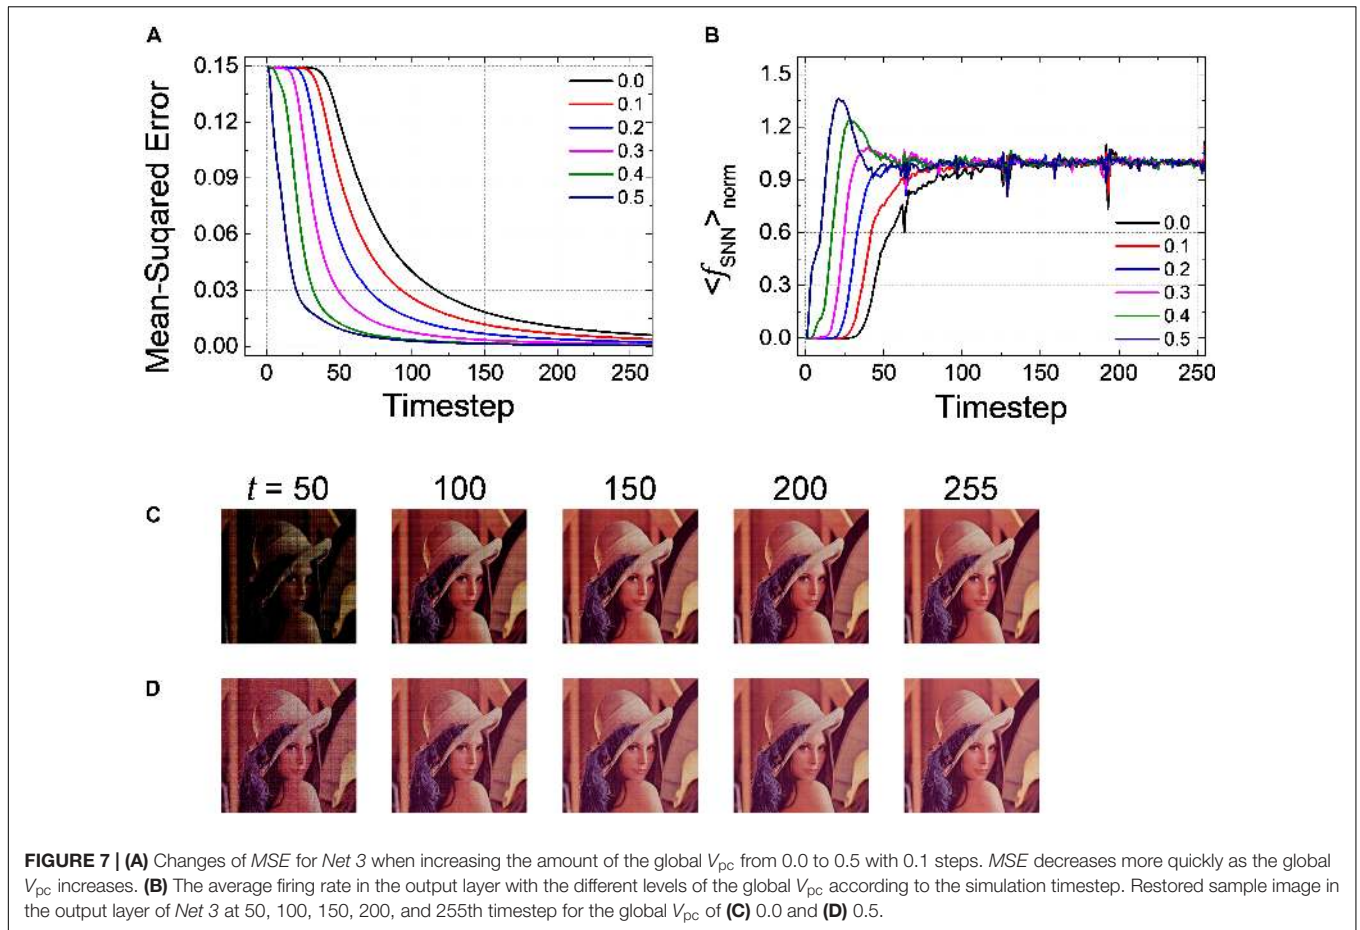 A
B
Mean-Suqared Error
0.15
0.12
0.09
0.06
0.03
0.00
0.0
0.1
0.2
0.3
0.4
0.5
0 50 100 150 200 250
Timestep
<f_SNN>_norm
1.5
1.2
0.9
0.6
0.3
0.0
0.0
0.1
0.2
0.3
0.4
0.5
0 50 100 150 200 250
Timestep
t = 50 100 150 200 255
C
D
FIGURE 7 | (A) Changes of MSE for Net 3 when increasing the amount of the global Vpc from 0.0 to 0.5 with 0.1 steps. MSE decreases more quickly as the global
Vpc increases. (B) The average firing rate in the output layer with the different levels of the global Vpc according to the simulation timestep. Restored sample image in
the output layer of Net 3 at 50, 100, 150, 200, and 255th timestep for the global Vpc of (C) 0.0 and (D) 0.5.